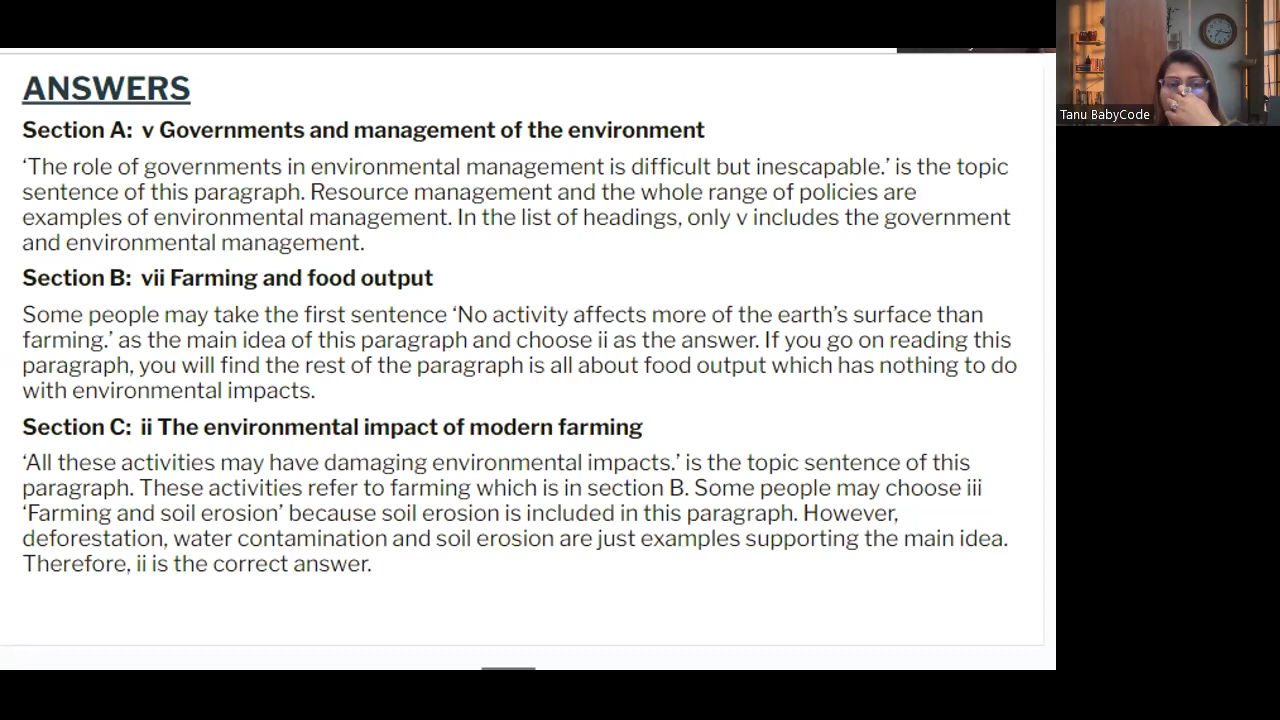 ANSWERS
Section A: v Governments and management of the environment
‘The role of governments in environmental management is difficult but inescapable.’ is the topic
sentence of this paragraph. Resource management and the whole range of policies are
examples of environmental management. In the list of headings, only v includes the government
and environmental management.
Section B: vii Farming and food output
Some people may take the first sentence ‘No activity affects more of the earth’s surface than
farming.’ as the main idea of this paragraph and choose ii as the answer. If you go on reading this
paragraph, you will find the rest of the paragraph is all about food output which has nothing to do
with environmental impacts.
Section C: ii The environmental impact of modern farming
‘All these activities may have damaging environmental impacts.’ is the topic sentence of this
paragraph. These activities refer to farming which is in section B. Some people may choose iii
‘Farming and soil erosion’ because soil erosion is included in this paragraph. However,
deforestation, water contamination and soil erosion are just examples supporting the main idea.
Therefore, ii is the correct answer.
Tanu BabyCode